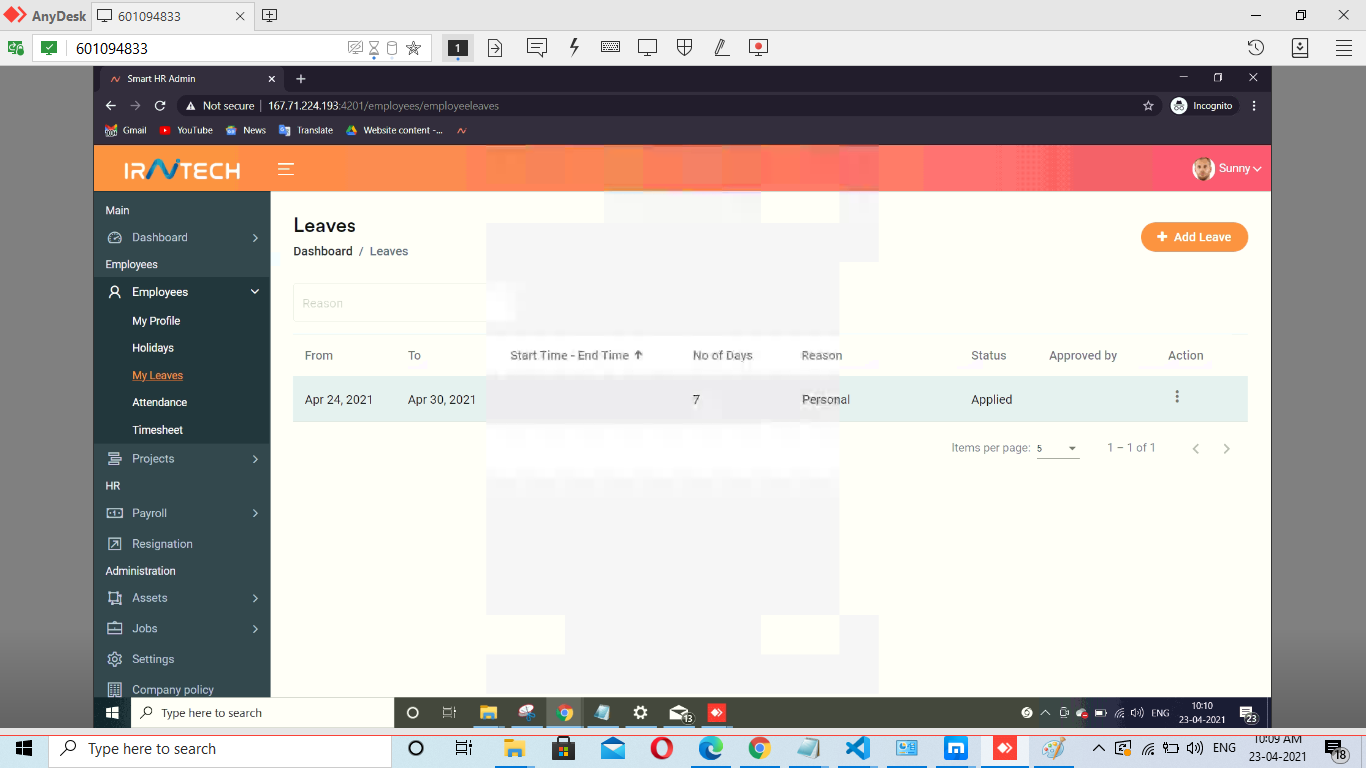 AnyDesk
601094833
601094833
1
Smart HR Admin
Not secure | 167.71.224.193:4201/employees/employeeleaves
Incognito
Gmail YouTube News Translate Website content -...
IRAITECH
Sunny
Main
Dashboard
Employees
Employees
My Profile
Holidays
My Leaves
Attendance
Timesheet
Projects
HR
Payroll
Resignation
Administration
Assets
Jobs
Settings
Company policy
Leaves
Dashboard / Leaves
+ Add Leave
Reason
From To Start Time - End Time No of Days Reason Status Approved by Action
Apr 24, 2021 Apr 30, 2021 7 Personal Applied
Items per page: 5 1 – 1 of 1
Type here to search
13
ENG
10:10
23-04-2021
23
Type here to search
ENG
10:09 AM
23-04-2021
18